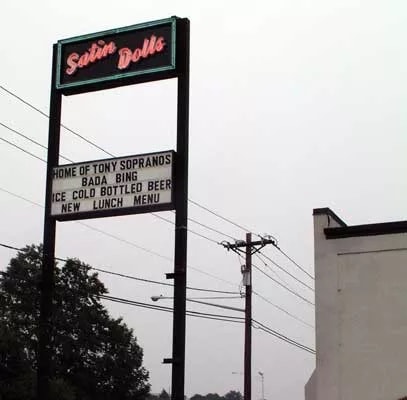 Satin Dolls
HOME OF TONY SOPRANOS
BADA BING
ICE COLD BOTTLED BEER
NEW LUNCH MENU